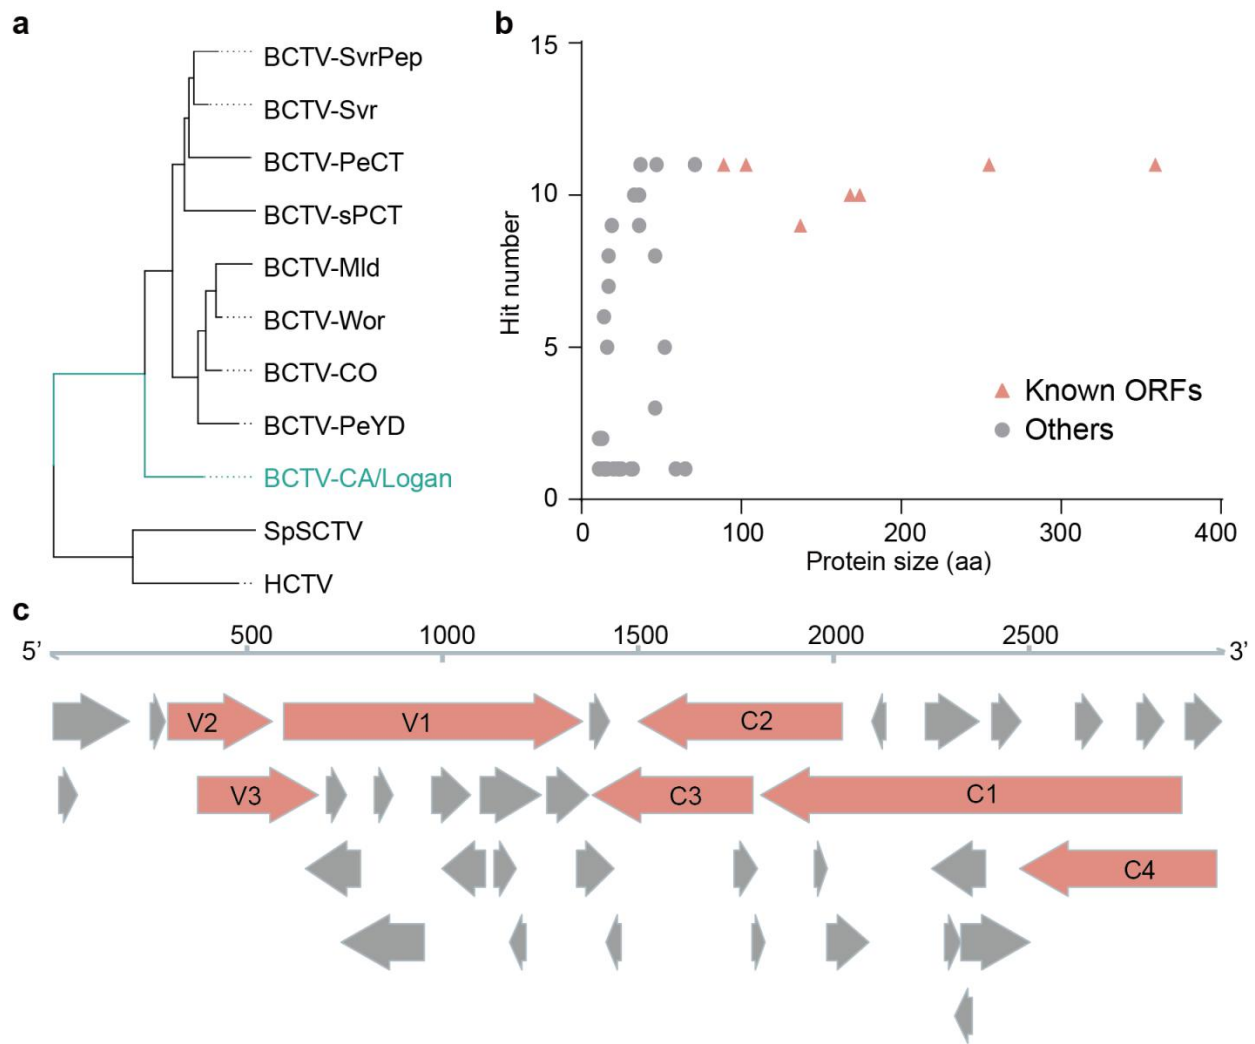 a
BCTV-SvrPep
BCTV-Svr
BCTV-PeCT
BCTV-sPCT
BCTV-Mld
BCTV-Wor
BCTV-CO
BCTV-PeYD
BCTV-CA/Logan
SpSCTV
HCTV
b
15
10
5
0
Hit number
0 100 200 300 400
Protein size (aa)
Known ORFs
Others
c
5' 500 1000 1500 2000 2500 3'
V2 V1 C2
V3 C3 C1
C4